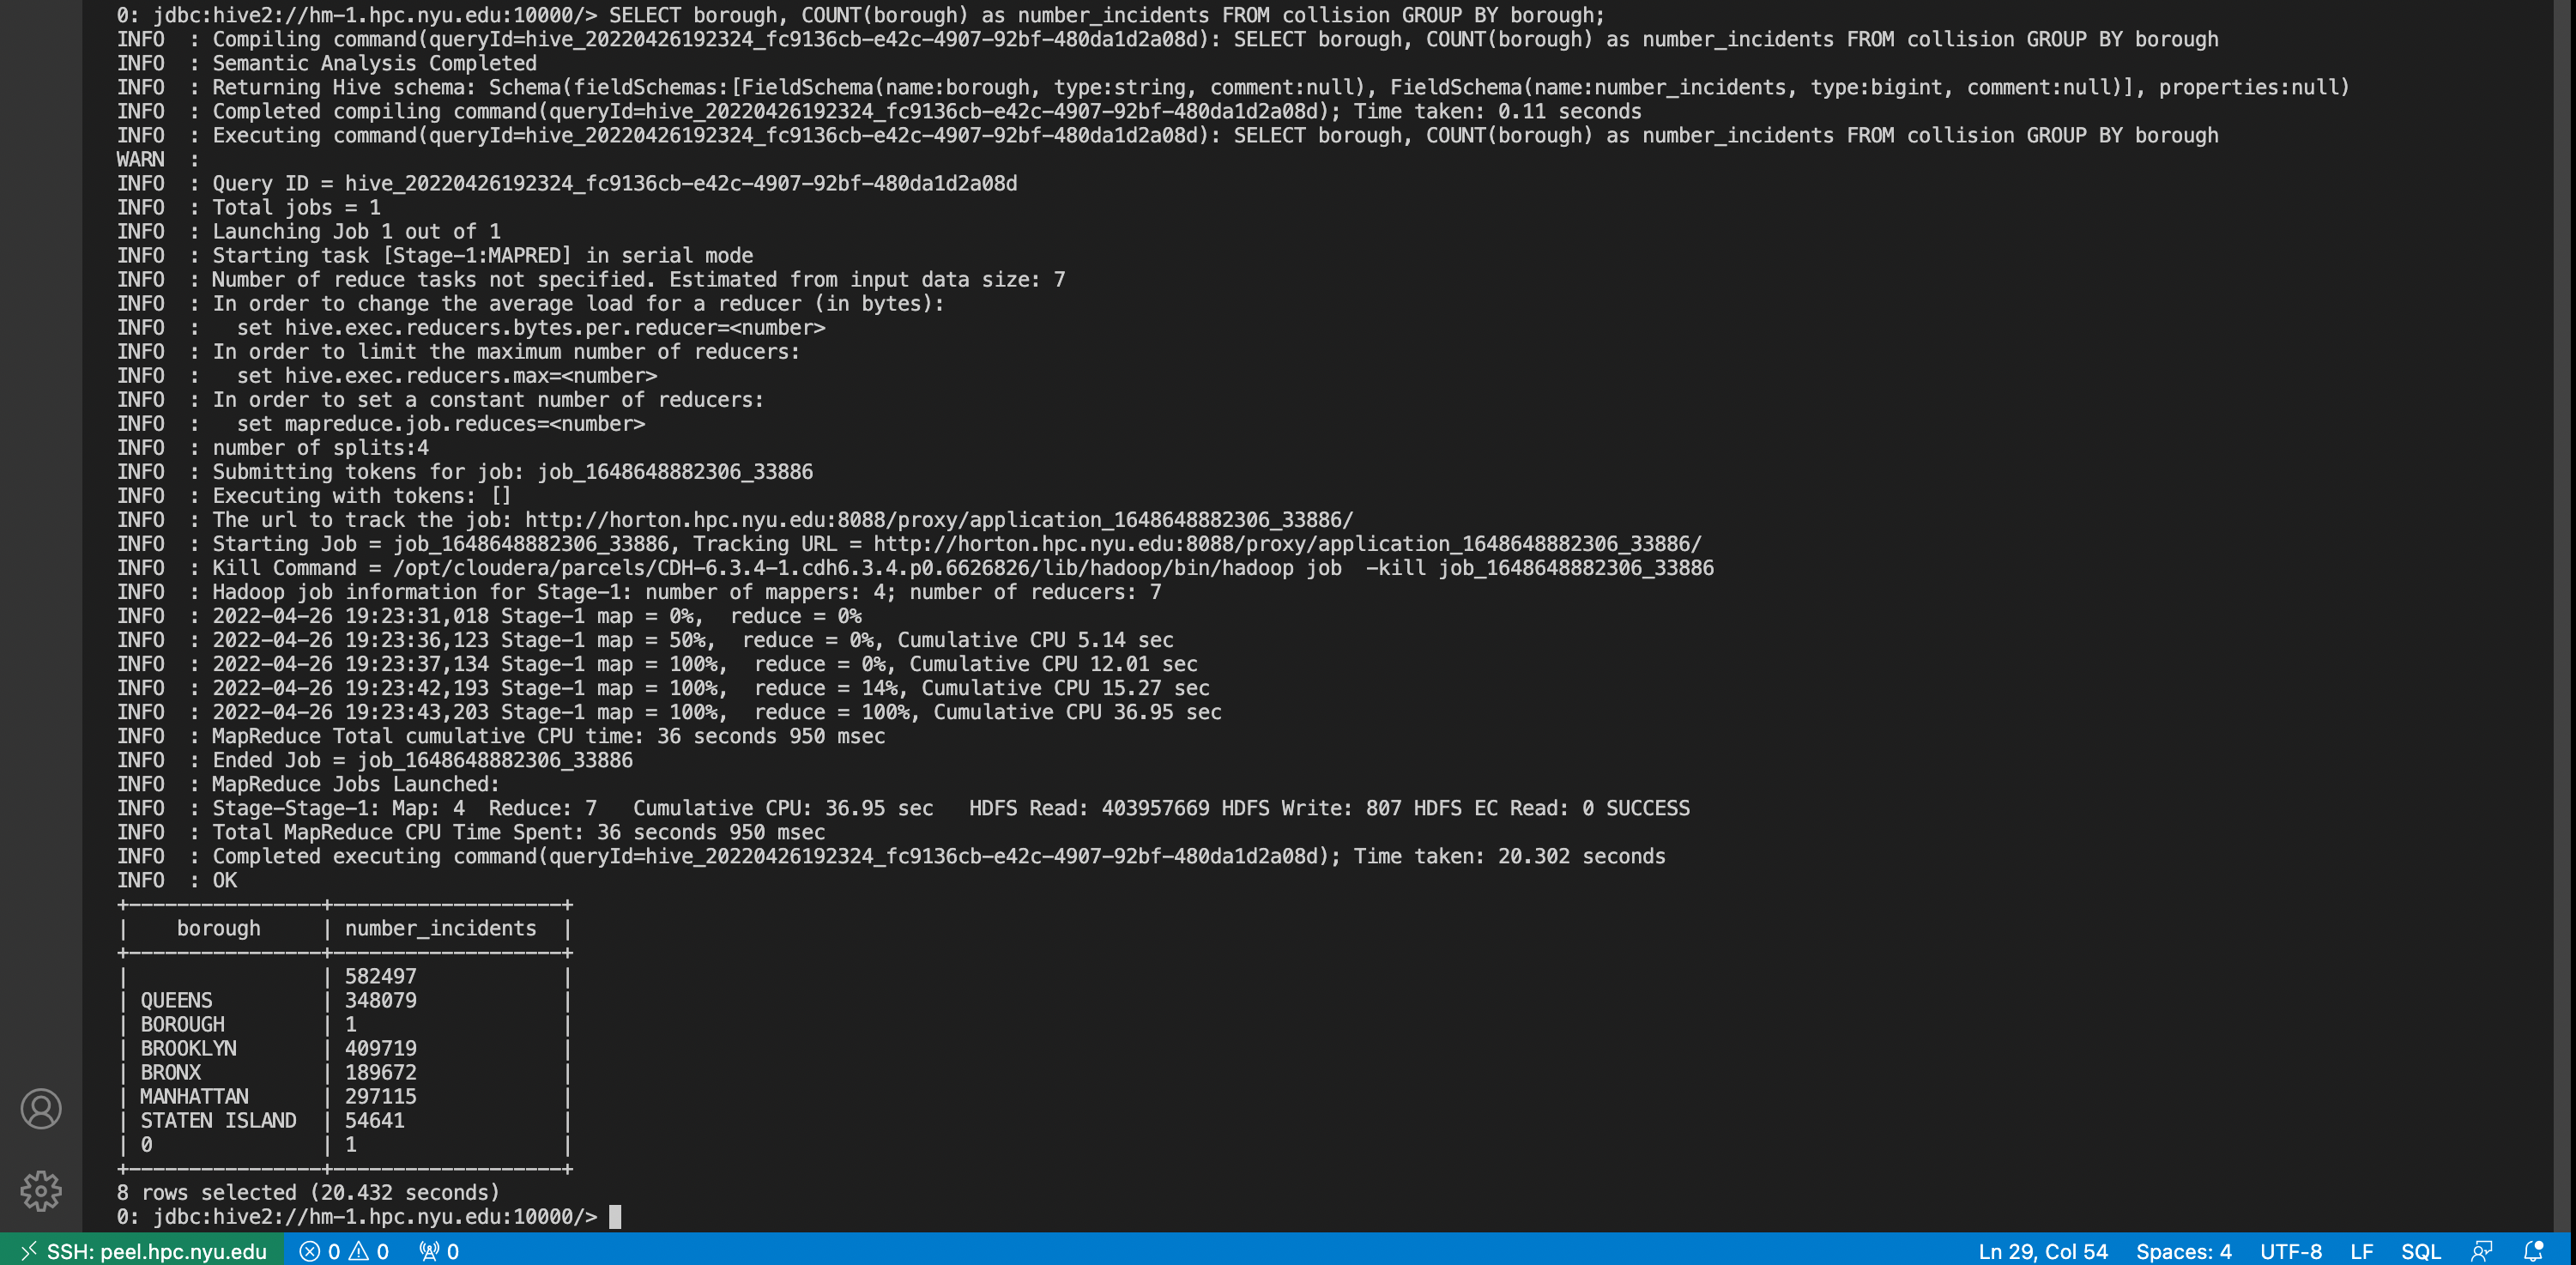 0: jdbc:hive2://hm-1.hpc.nyu.edu:10000/> SELECT borough, COUNT(borough) as number_incidents FROM collision GROUP BY borough;
INFO  : Compiling command(queryId=hive_20220426192324_fc9136cb-e42c-4907-92bf-480da1d2a08d): SELECT borough, COUNT(borough) as number_incidents FROM collision GROUP BY borough
INFO  : Semantic Analysis Completed
INFO  : Returning Hive schema: Schema(fieldSchemas:[FieldSchema(name:borough, type:string, comment:null), FieldSchema(name:number_incidents, type:bigint, comment:null)], properties:null)
INFO  : Completed compiling command(queryId=hive_20220426192324_fc9136cb-e42c-4907-92bf-480da1d2a08d); Time taken: 0.11 seconds
INFO  : Executing command(queryId=hive_20220426192324_fc9136cb-e42c-4907-92bf-480da1d2a08d): SELECT borough, COUNT(borough) as number_incidents FROM collision GROUP BY borough
WARN  :
INFO  : Query ID = hive_20220426192324_fc9136cb-e42c-4907-92bf-480da1d2a08d
INFO  : Total jobs = 1
INFO  : Launching Job 1 out of 1
INFO  : Starting task [Stage-1:MAPRED] in serial mode
INFO  : Number of reduce tasks not specified. Estimated from input data size: 7
INFO  : In order to change the average load for a reducer (in bytes):
INFO  :   set hive.exec.reducers.bytes.per.reducer=<number>
INFO  : In order to limit the maximum number of reducers:
INFO  :   set hive.exec.reducers.max=<number>
INFO  : In order to set a constant number of reducers:
INFO  :   set mapreduce.job.reduces=<number>
INFO  : number of splits:4
INFO  : Submitting tokens for job: job_1648648882306_33886
INFO  : Executing with tokens: []
INFO  : The url to track the job: http://horton.hpc.nyu.edu:8088/proxy/application_1648648882306_33886/
INFO  : Starting Job = job_1648648882306_33886, Tracking URL = http://horton.hpc.nyu.edu:8088/proxy/application_1648648882306_33886/
INFO  : Kill Command = /opt/cloudera/parcels/CDH-6.3.4-1.cdh6.3.4.p0.6626826/lib/hadoop/bin/hadoop job  -kill job_1648648882306_33886
INFO  : Hadoop job information for Stage-1: number of mappers: 4; number of reducers: 7
INFO  : 2022-04-26 19:23:31,018 Stage-1 map = 0%,  reduce = 0%
INFO  : 2022-04-26 19:23:36,123 Stage-1 map = 50%,  reduce = 0%, Cumulative CPU 5.14 sec
INFO  : 2022-04-26 19:23:37,134 Stage-1 map = 100%,  reduce = 0%, Cumulative CPU 12.01 sec
INFO  : 2022-04-26 19:23:42,193 Stage-1 map = 100%,  reduce = 14%, Cumulative CPU 15.27 sec
INFO  : 2022-04-26 19:23:43,203 Stage-1 map = 100%,  reduce = 100%, Cumulative CPU 36.95 sec
INFO  : MapReduce Total cumulative CPU time: 36 seconds 950 msec
INFO  : Ended Job = job_1648648882306_33886
INFO  : MapReduce Jobs Launched:
INFO  : Stage-Stage-1: Map: 4  Reduce: 7   Cumulative CPU: 36.95 sec   HDFS Read: 403957669 HDFS Write: 807 HDFS EC Read: 0 SUCCESS
INFO  : Total MapReduce CPU Time Spent: 36 seconds 950 msec
INFO  : Completed executing command(queryId=hive_20220426192324_fc9136cb-e42c-4907-92bf-480da1d2a08d); Time taken: 20.302 seconds
INFO  : OK
+----------------+-------------------+
|    borough     | number_incidents  |
+----------------+-------------------+
|                | 582497            |
| QUEENS         | 348079            |
| BOROUGH        | 1                 |
| BROOKLYN       | 409719            |
| BRONX          | 189672            |
| MANHATTAN      | 297115            |
| STATEN ISLAND  | 54641             |
| 0              | 1                 |
+----------------+-------------------+
8 rows selected (20.432 seconds)
0: jdbc:hive2://hm-1.hpc.nyu.edu:10000/>
SSH: peel.hpc.nyu.edu 0 0 0 Ln 29, Col 54 Spaces: 4 UTF-8 LF SQL